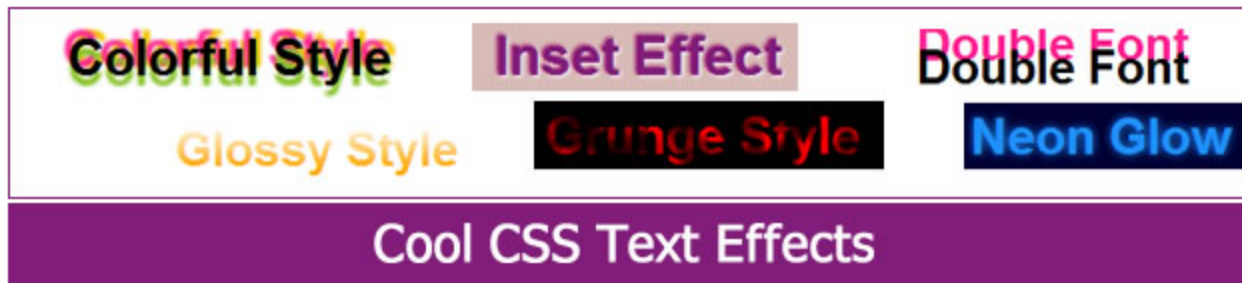 Colorful Style Inset Effect Double Font
Double Font
Glossy Style Grunge Style Neon Glow
Cool CSS Text Effects